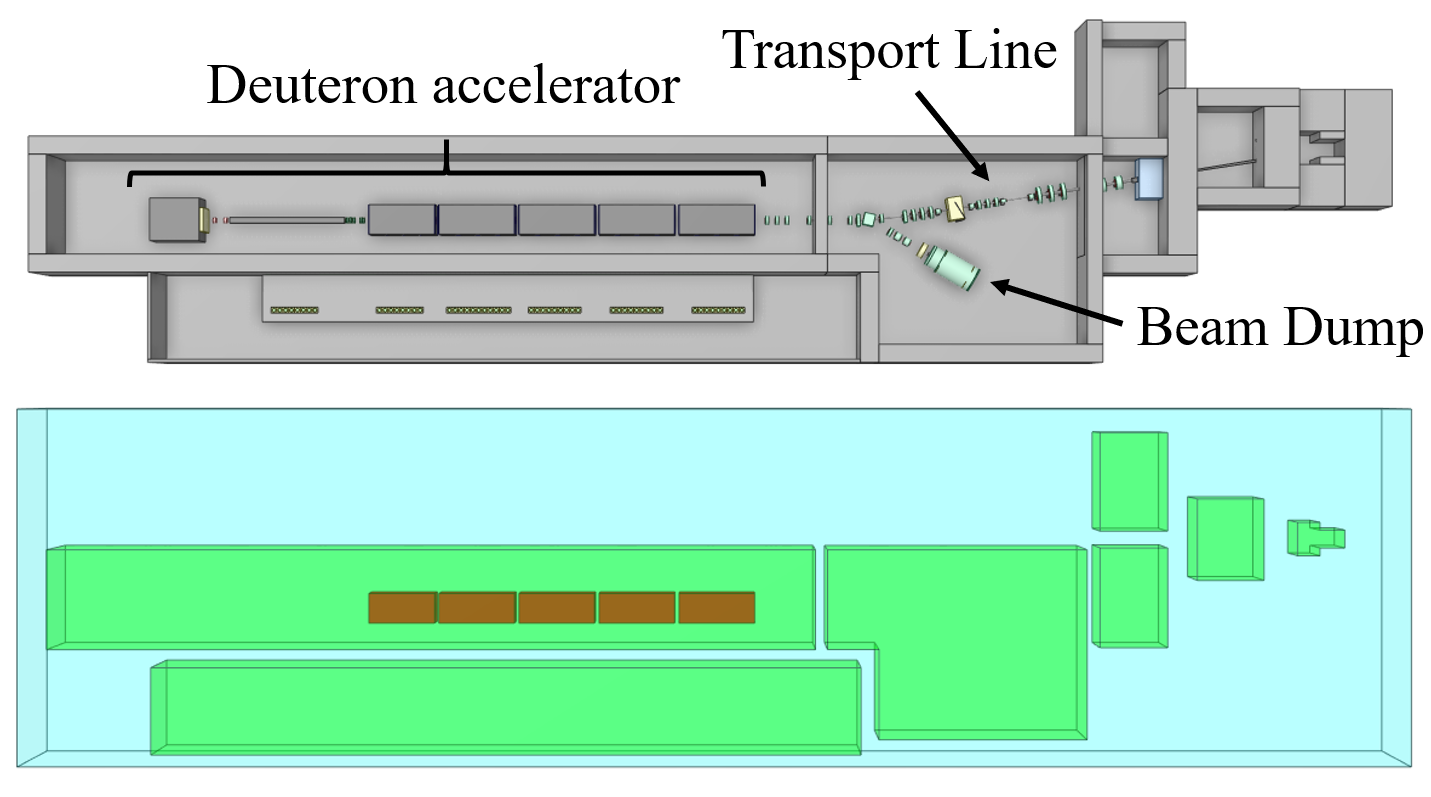 Transport Line
Deuteron accelerator
Beam Dump